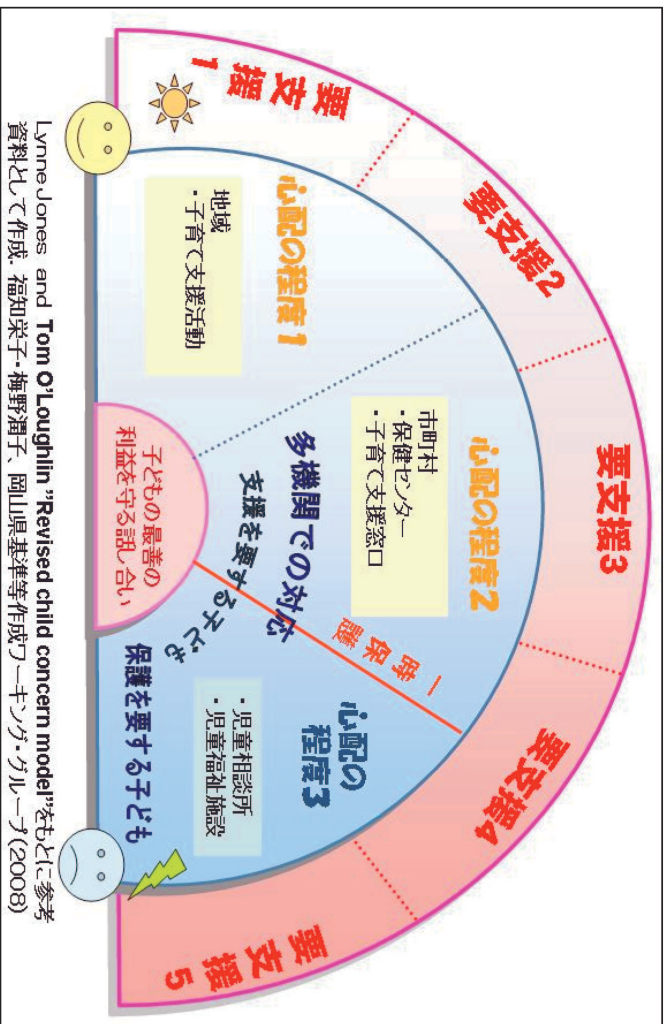 要支援1
要支援2
要支援3
要支援4
要支援5
心配の程度1
地域
・子育て支援活動
心配の程度2
市町村
・保健センター
・子育て支援窓口
多機関での対応
支援を要する子ども
一時保護
心配の
程度3
・児童相談所
・児童福祉施設
保護を要する子ども
子どもの最善の
利益を守る話し合い
Lynne Jones and Tom O'Loughlin "Revised child concern model"をもとに参考
資料として作成. 福知栄子・梅野潤子、岡山県基準等作成ワーキング・グループ(2008)